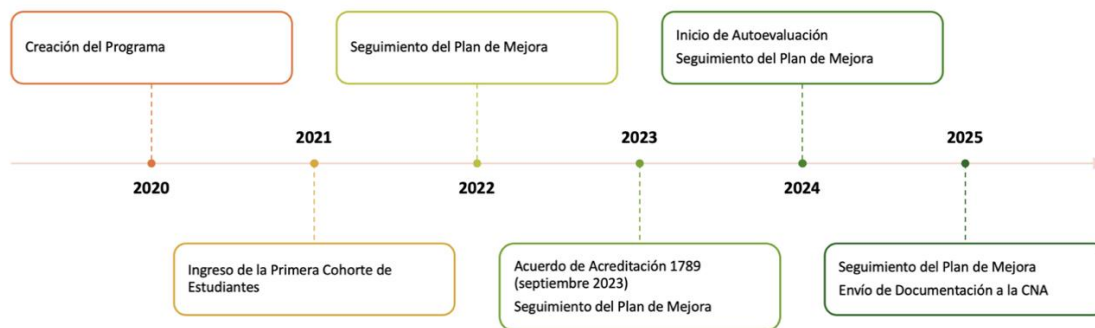 Creación del Programa
Seguimiento del Plan de Mejora
Inicio de Autoevaluación
Seguimiento del Plan de Mejora
2021
2023
2025
2020
2022
2024
Ingreso de la Primera Cohorte de
Estudiantes
Acuerdo de Acreditación 1789
(septiembre 2023)
Seguimiento del Plan de Mejora
Seguimiento del Plan de Mejora
Envío de Documentación a la CNA